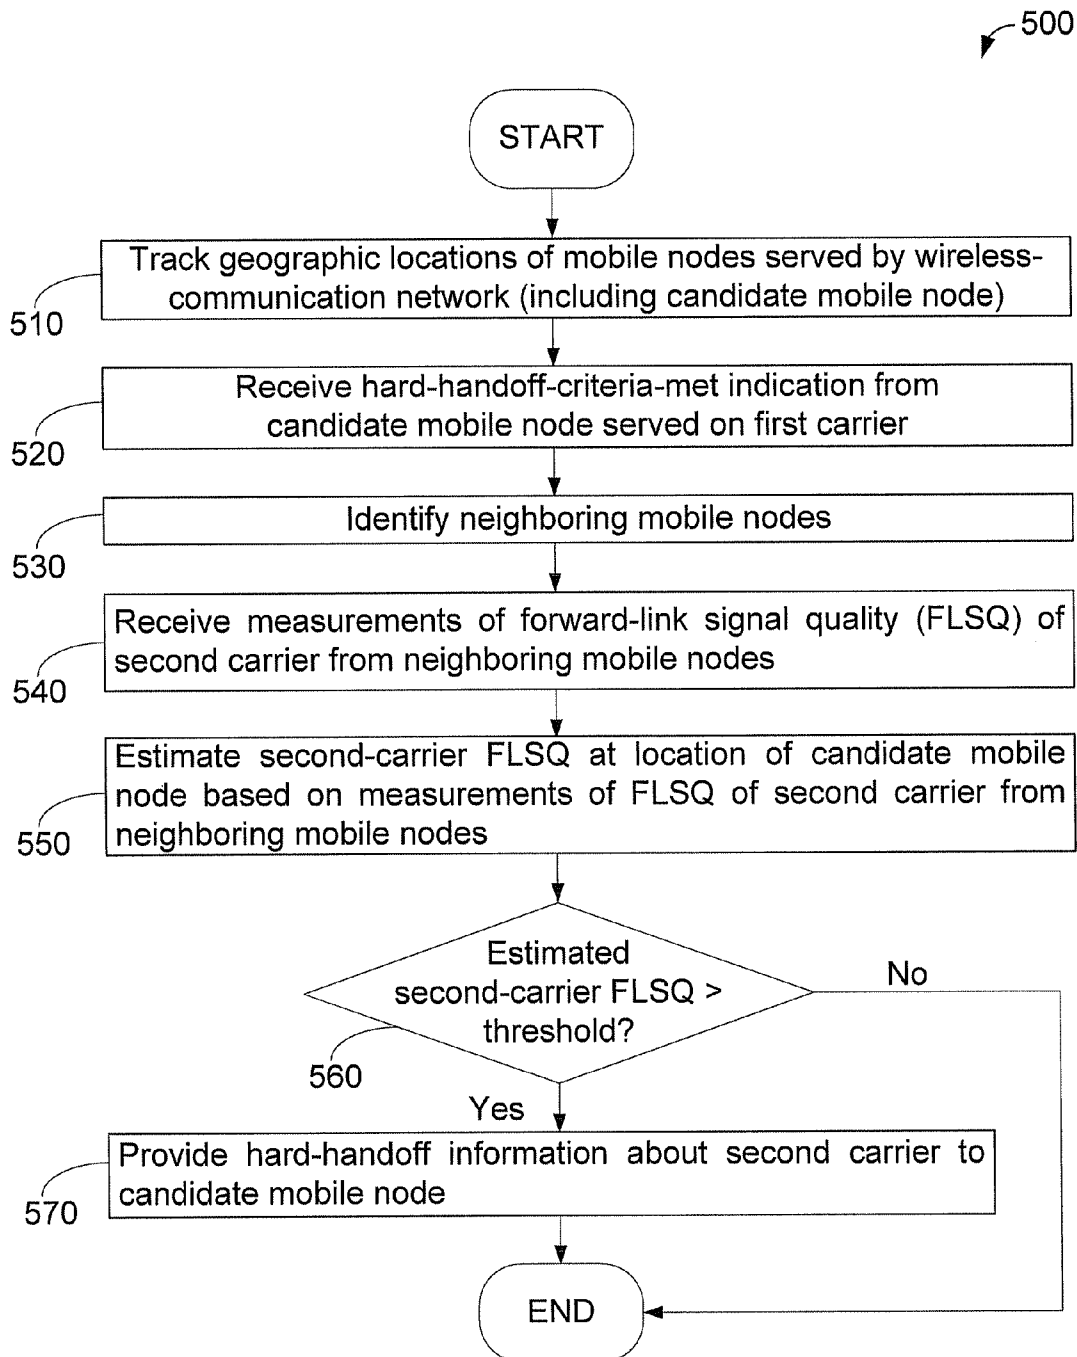 500
START
Track geographic locations of mobile nodes served by wireless-
communication network (including candidate mobile node)
510
Receive hard-handoff-criteria-met indication from
candidate mobile node served on first carrier
520
Identify neighboring mobile nodes
530
Receive measurements of forward-link signal quality (FLSQ) of
second carrier from neighboring mobile nodes
540
Estimate second-carrier FLSQ at location of candidate mobile
node based on measurements of FLSQ of second carrier from
neighboring mobile nodes
550
Estimated
second-carrier FLSQ >
threshold?
No
560
Yes
Provide hard-handoff information about second carrier to
candidate mobile node
570
END